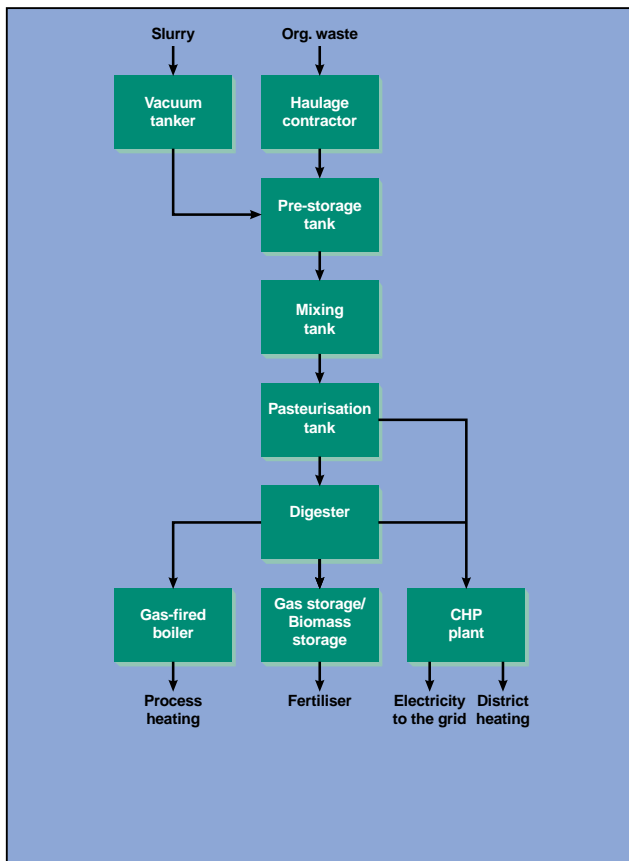 Slurry
Org. waste
Vacuum
tanker
Haulage
contractor
Pre-storage
tank
Mixing
tank
Pasteurisation
tank
Digester
Gas-fired
boiler
Gas storage/
Biomass
storage
CHP
plant
Process
heating
Fertiliser
Electricity
to the grid
District
heating